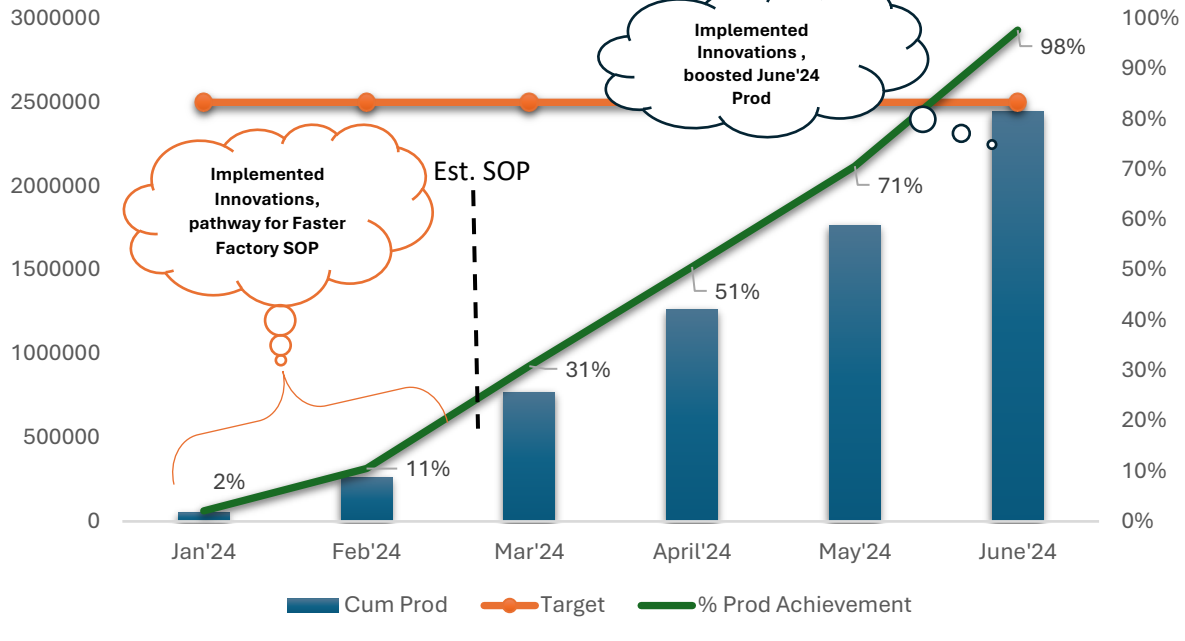 3000000
2500000
2000000
1500000
1000000
500000
0
100%
90%
80%
70%
60%
50%
40%
30%
20%
10%
0%
Implemented
Innovations ,
boosted June'24
Prod
Implemented
Innovations,
pathway for Faster
Factory SOP
Est. SOP
2%
11%
31%
51%
71%
98%
Jan'24
Feb'24
Mar'24
April'24
May'24
June'24
Cum Prod
Target
% Prod Achievement